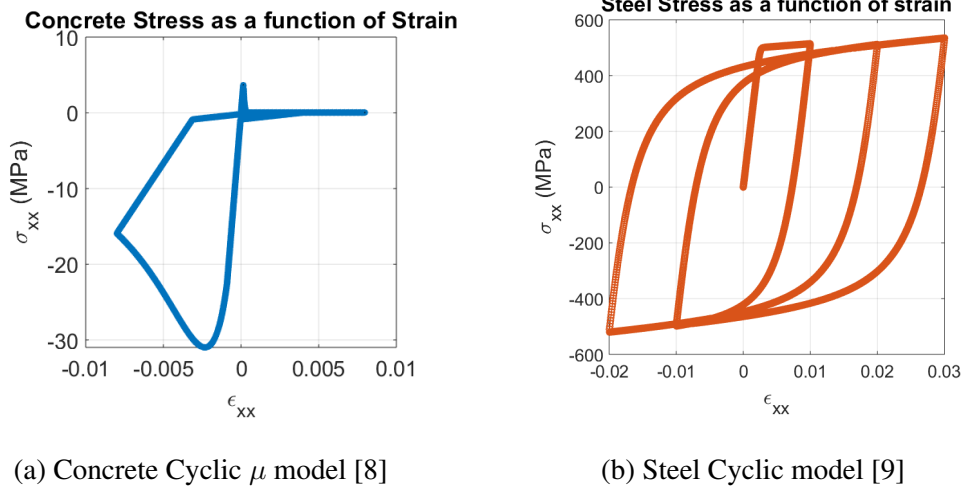 Concrete Stress as a function of Strain
10
0
-10
-20
-30
σxx (MPa)
-0.01 -0.005 0 0.005 0.01
ϵxx
(a) Concrete Cyclic μ model [8]
Steel Stress as a function of strain
600
400
200
0
-200
-400
-600
σxx (MPa)
-0.02 -0.01 0 0.01 0.02 0.03
ϵxx
(b) Steel Cyclic model [9]